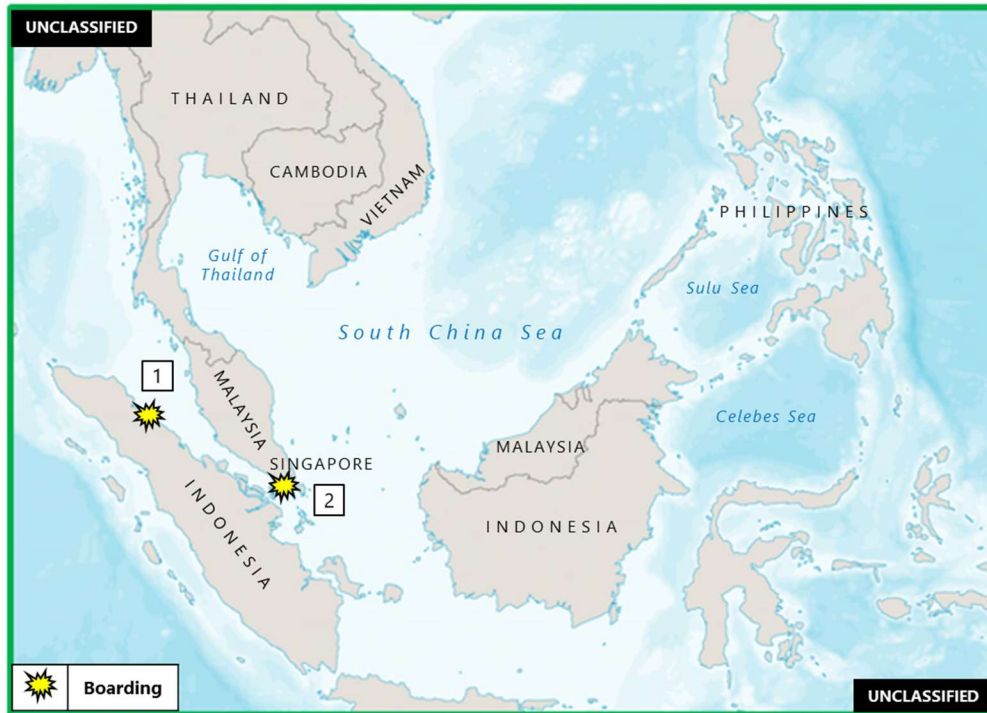 UNCLASSIFIED
THAILAND
CAMBODIA
VIETNAM
PHILIPPINES
Gulf of
Thailand
Sulu Sea
South China Sea
1
MALAYSIA
Celebes Sea
MALAYSIA
SINGAPORE
2
INDONESIA
INDONESIA
Boarding
UNCLASSIFIED